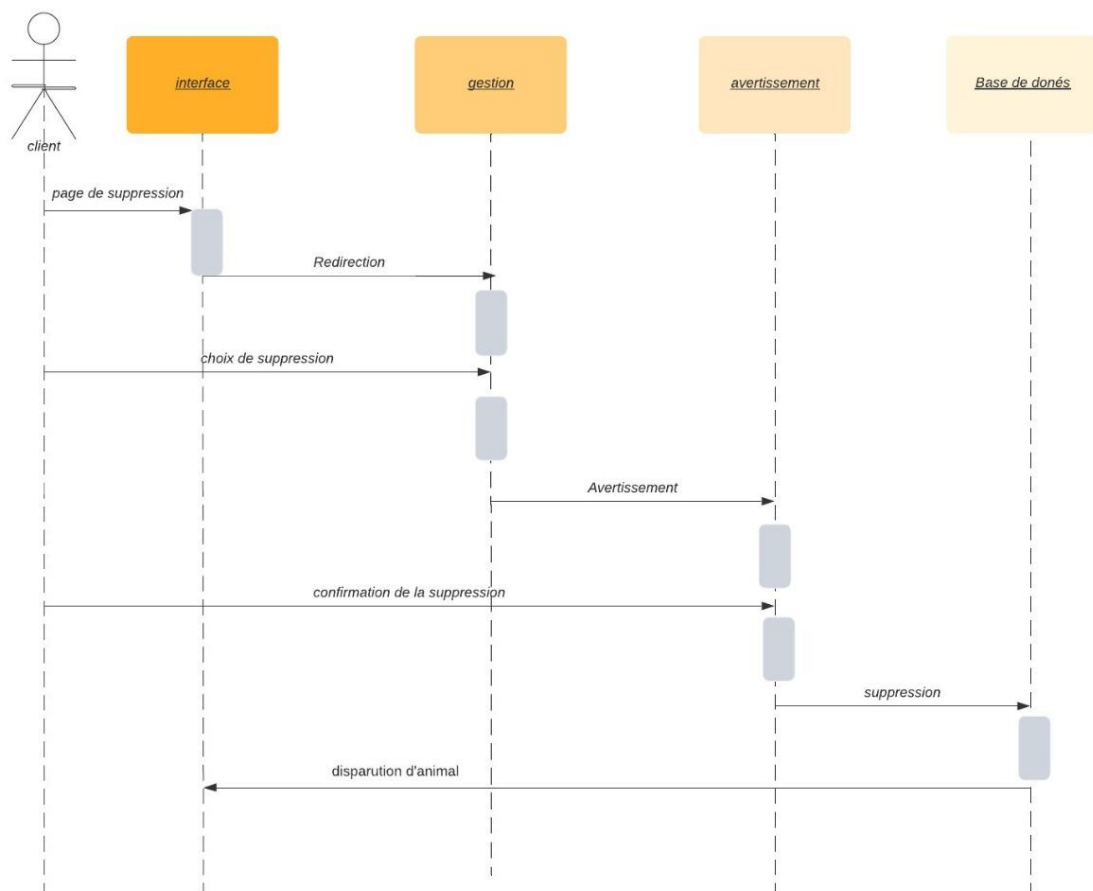 interface
gestion
avertissement
Base de donés
client
page de suppression
Redirection
choix de suppression
Avertissement
confirmation de la suppression
suppression
disparution d'animal